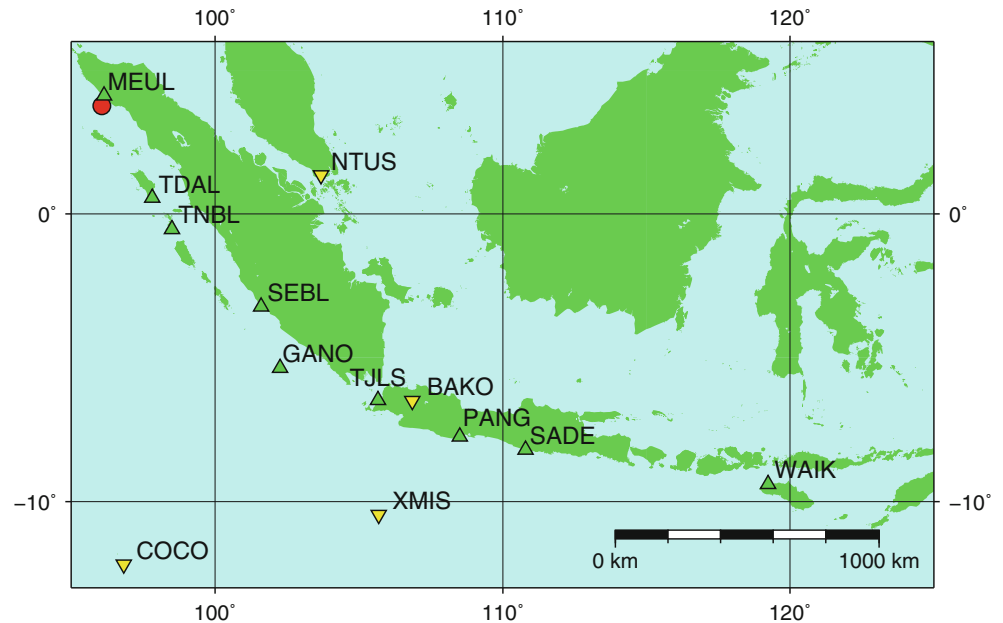 100° 110° 120°
MEUL
NTUS
TDAL
0° TNBL 0°
SEBL
GANO
TJLS BAKO
PANG
SADE
WAIK
−10° XMIS −10°
COCO
0 km 1000 km
100° 110° 120°